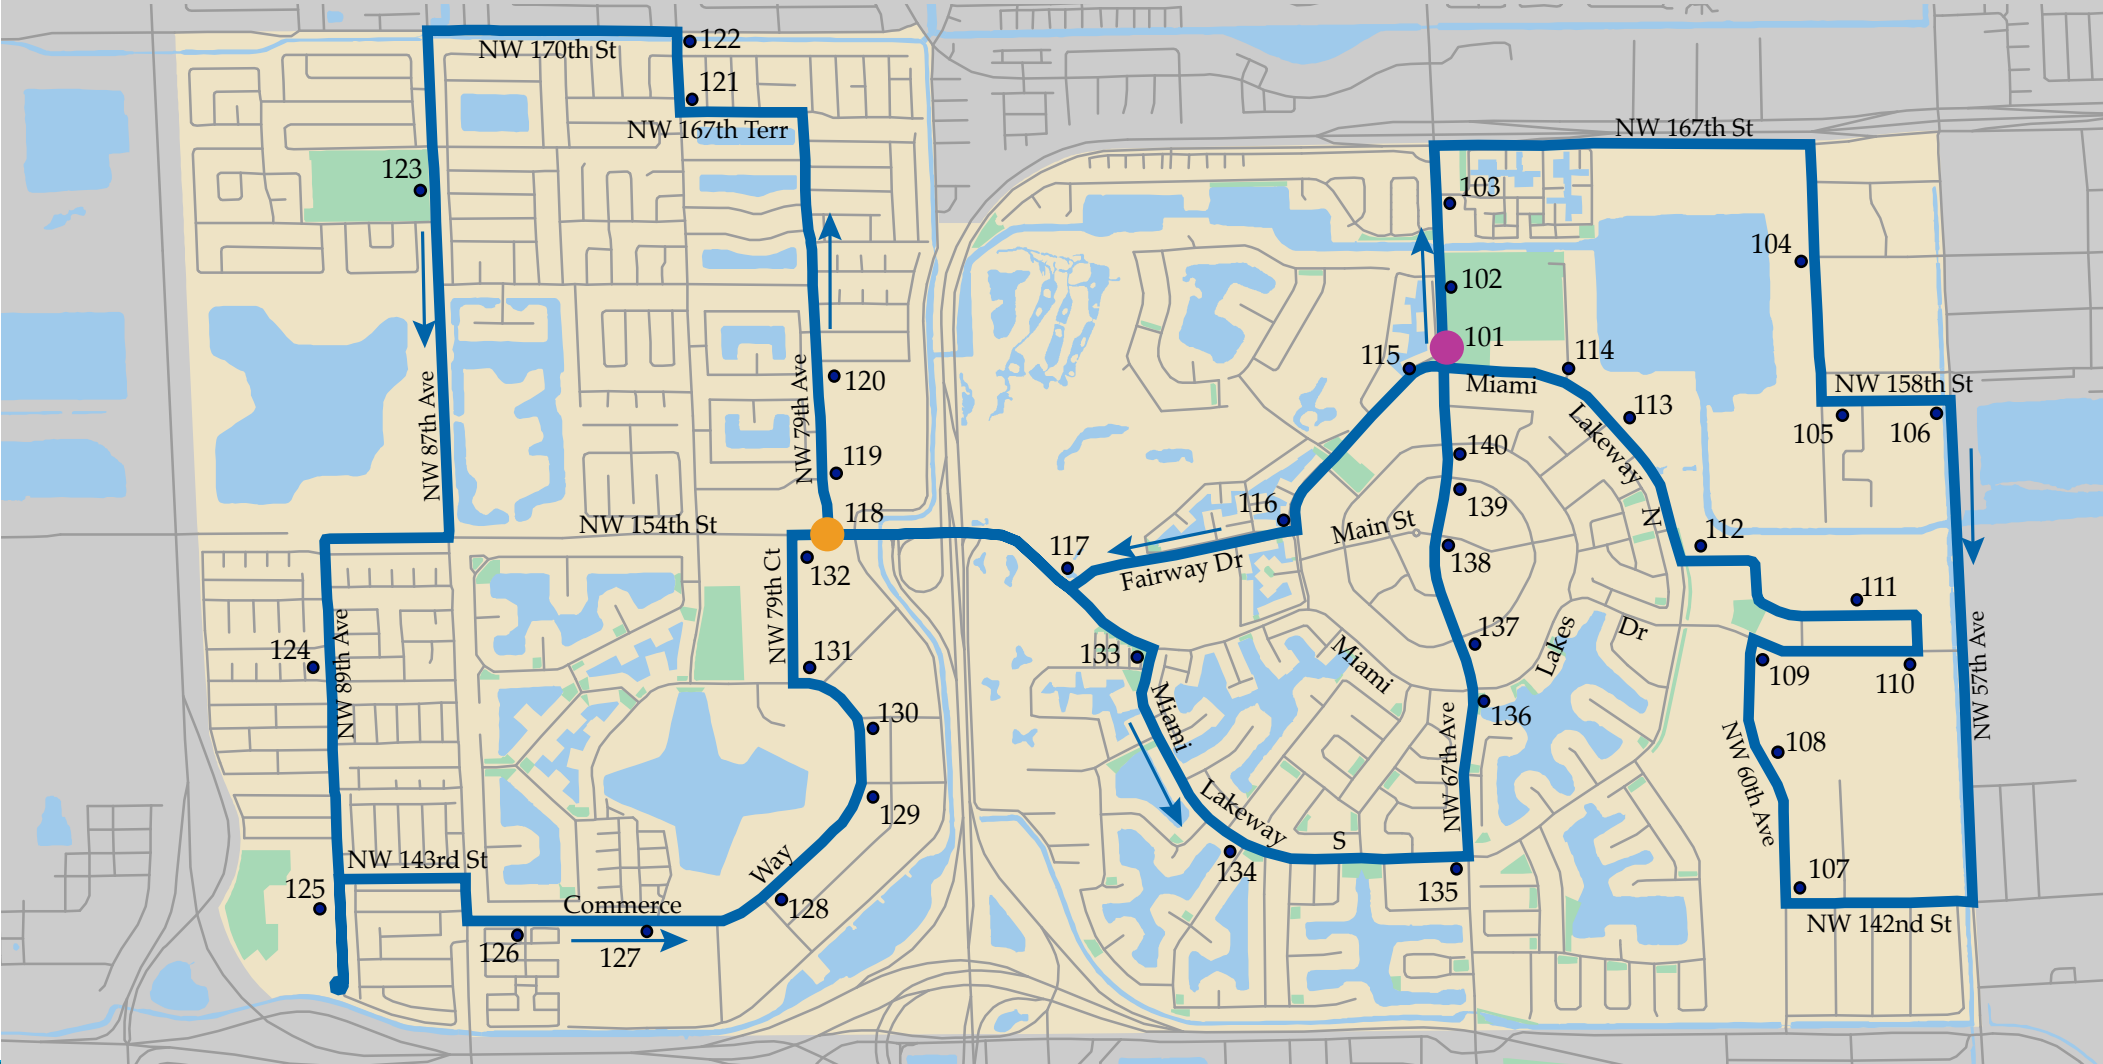 NW 170th St
122
121
NW 167th Terr
NW 167th St
123
103
104
102
101
115
114
Miami
NW 158th St
120
113
105
106
Lakeway
NW 87th Ave
NW 79th Ave
119
140
139
116
118
NW 154th St
Main St
N
112
117
132
138
Fairway Dr
NW 79th Ct
111
124
NW 89th Ave
131
133
Miami
137
Lakes
Dr
109
110
NW 57th Ave
Miami
130
136
108
NW 67th Ave
NW 60th Ave
129
Lakeway
S
NW 143rd St
Way
134
135
107
125
Commerce
128
126
127
NW 142nd St